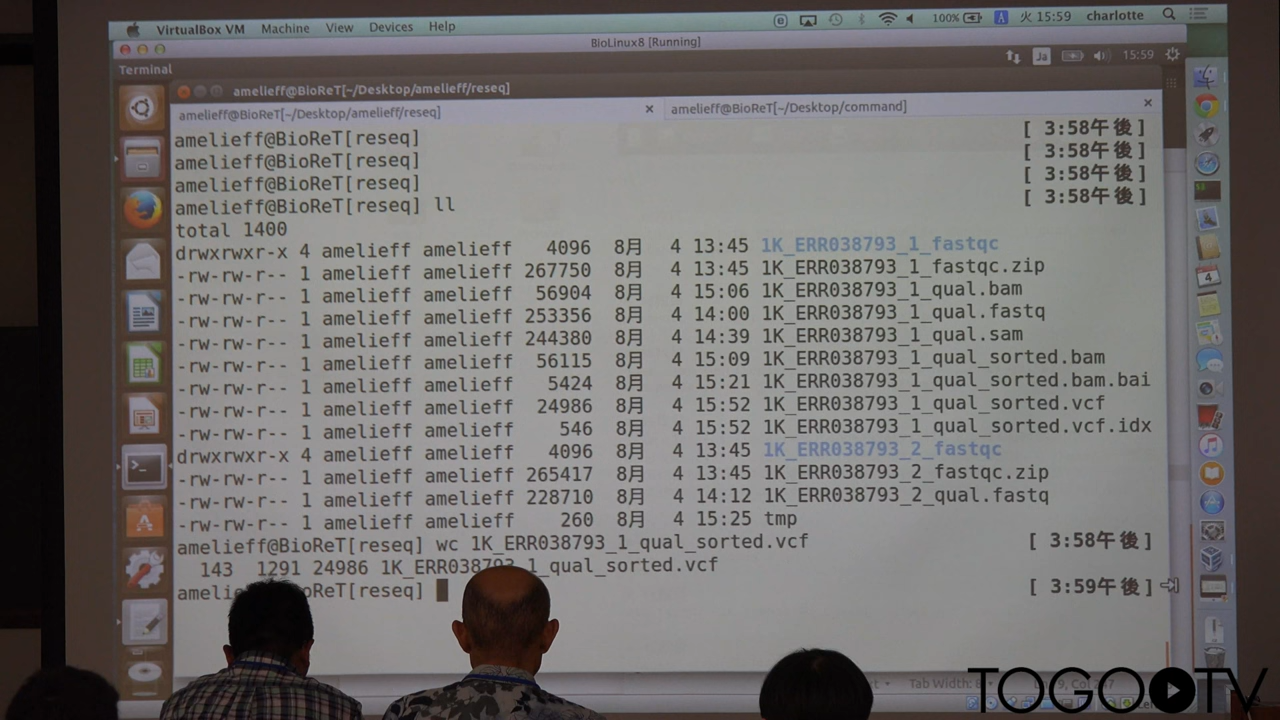 VirtualBox VM Machine View Devices Help 100% A 火 15:59 charlotte
BioLinux8 [Running]
Terminal Ja 15:59
amelieff@BioReT[~/Desktop/amelieff/reseq]
amelieff@BioReT[~/Desktop/amelieff/reseq] × amelieff@BioReT[~/Desktop/command] ×
amelieff@BioReT[reseq] [ 3:58午後]
amelieff@BioReT[reseq] [ 3:58午後]
amelieff@BioReT[reseq] [ 3:58午後]
amelieff@BioReT[reseq] ll [ 3:58午後]
total 1400
drwxrwxr-x 4 amelieff amelieff 4096 8月 4 13:45 1K_ERR038793_1_fastqc
-rw-rw-r-- 1 amelieff amelieff 267750 8月 4 13:45 1K_ERR038793_1_fastqc.zip
-rw-rw-r-- 1 amelieff amelieff 56904 8月 4 15:06 1K_ERR038793_1_qual.bam
-rw-rw-r-- 1 amelieff amelieff 253356 8月 4 14:00 1K_ERR038793_1_qual.fastq
-rw-rw-r-- 1 amelieff amelieff 244380 8月 4 14:39 1K_ERR038793_1_qual.sam
-rw-rw-r-- 1 amelieff amelieff 56115 8月 4 15:09 1K_ERR038793_1_qual_sorted.bam
-rw-rw-r-- 1 amelieff amelieff 5424 8月 4 15:21 1K_ERR038793_1_qual_sorted.bam.bai
-rw-rw-r-- 1 amelieff amelieff 24986 8月 4 15:52 1K_ERR038793_1_qual_sorted.vcf
-rw-rw-r-- 1 amelieff amelieff 546 8月 4 15:52 1K_ERR038793_1_qual_sorted.vcf.idx
drwxrwxr-x 4 amelieff amelieff 4096 8月 4 13:45 1K_ERR038793_2_fastqc
-rw-rw-r-- 1 amelieff amelieff 265417 8月 4 13:45 1K_ERR038793_2_fastqc.zip
-rw-rw-r-- 1 amelieff amelieff 228710 8月 4 14:12 1K_ERR038793_2_qual.fastq
-rw-rw-r-- 1 amelieff amelieff 260 8月 4 15:25 tmp
amelieff@BioReT[reseq] wc 1K_ERR038793_1_qual_sorted.vcf [ 3:58午後]
143 1291 24986 1K_ERR038793_1_qual_sorted.vcf
amelie oReT[reseq] [ 3:59午後]
Tab Width:
TOGO TV